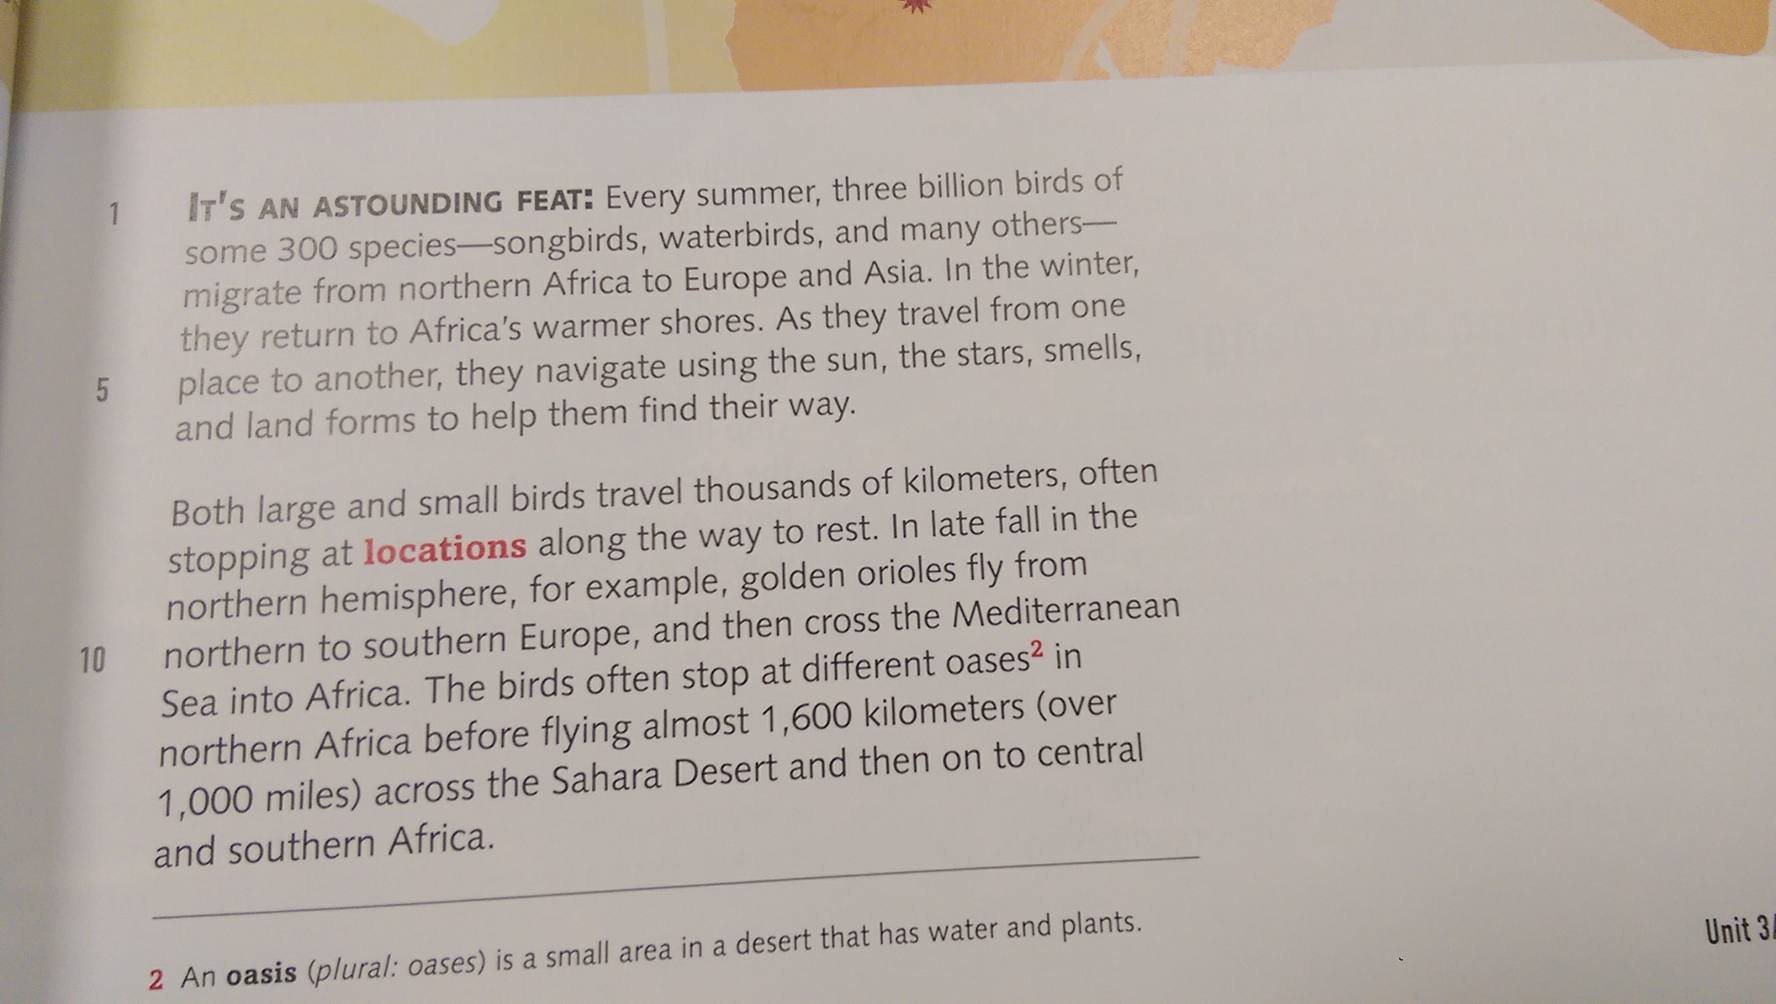 1 IT'S AN ASTOUNDING FEAT: Every summer, three billion birds of
some 300 species—songbirds, waterbirds, and many others—
migrate from northern Africa to Europe and Asia. In the winter,
they return to Africa's warmer shores. As they travel from one
5 place to another, they navigate using the sun, the stars, smells,
and land forms to help them find their way.
Both large and small birds travel thousands of kilometers, often
stopping at locations along the way to rest. In late fall in the
northern hemisphere, for example, golden orioles fly from
10 northern to southern Europe, and then cross the Mediterranean
Sea into Africa. The birds often stop at different oases² in
northern Africa before flying almost 1,600 kilometers (over
1,000 miles) across the Sahara Desert and then on to central
and southern Africa.
2 An oasis (plural: oases) is a small area in a desert that has water and plants.
Unit 3